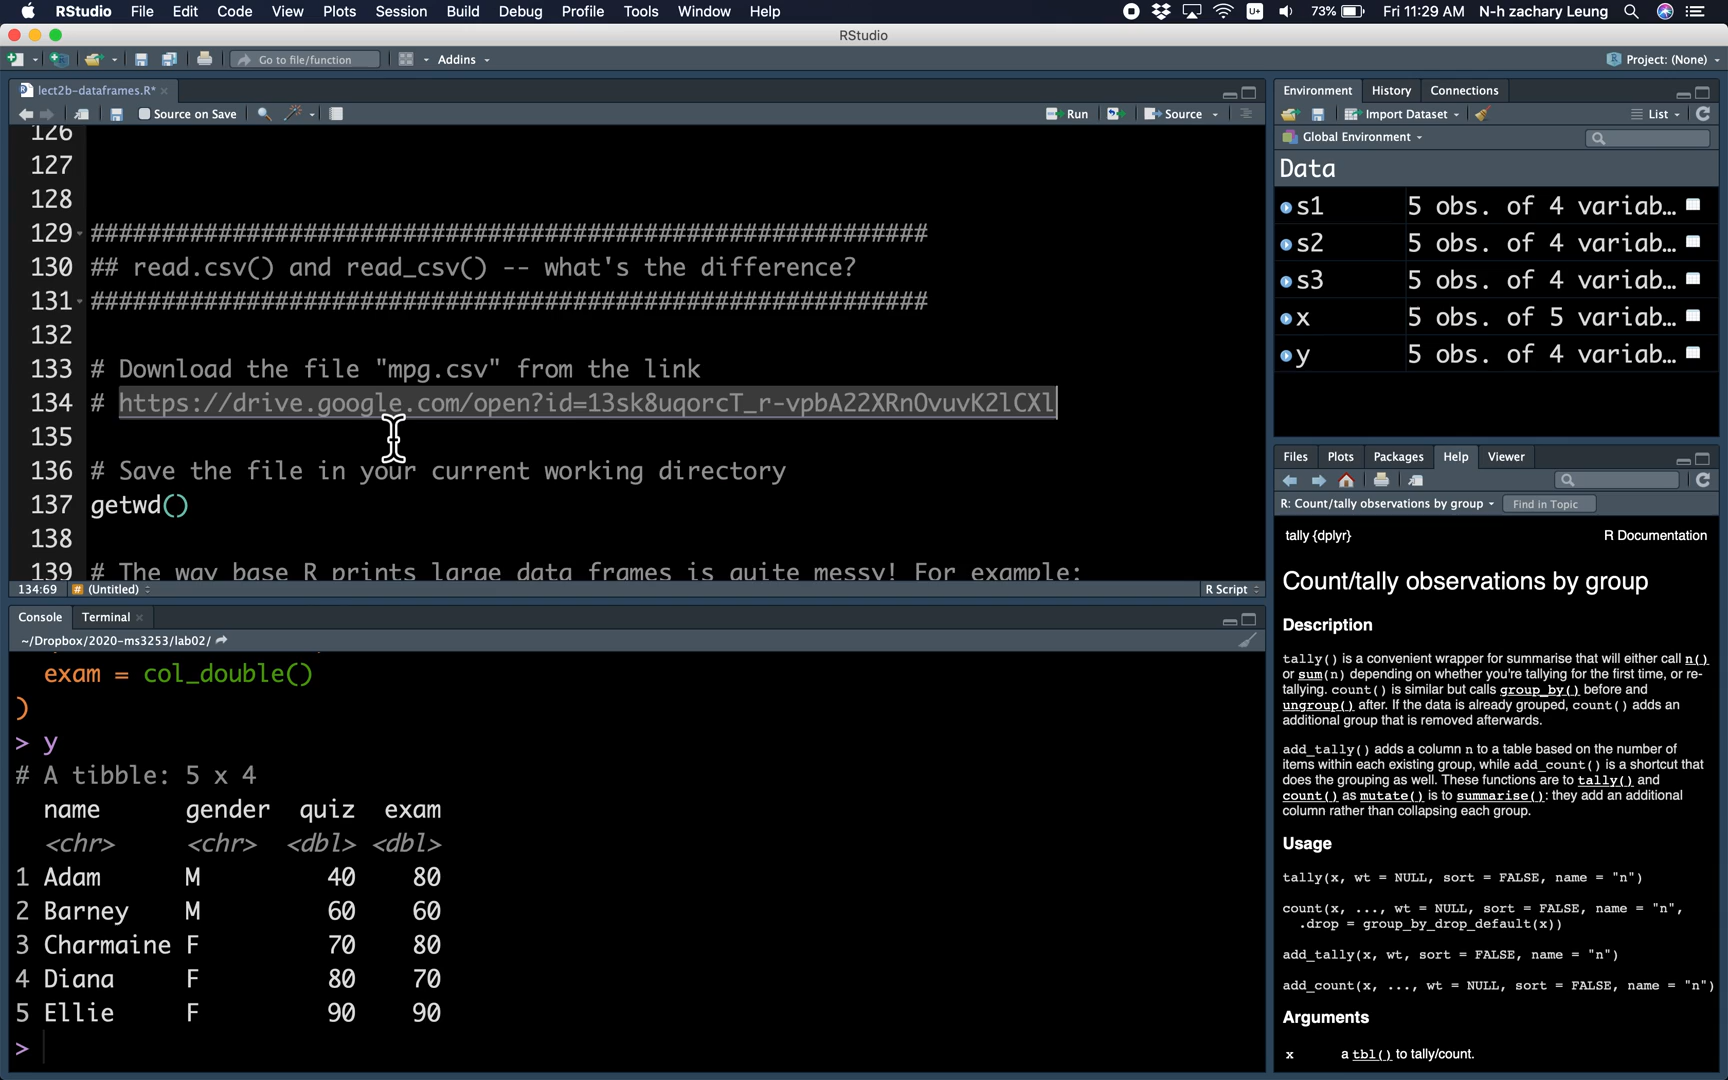 RStudio File Edit Code View Plots Session Build Debug Profile Tools Window Help 73% Fri 11:29 AM N-h zachary Leung
RStudio
Go to file/function Addins Project: (None)
lect2b-dataframes.R*
Source on Save Run Source
126
127
128
129 ###########################################################
130 ## read.csv() and read_csv() -- what's the difference?
131 ###########################################################
132
133 # Download the file "mpg.csv" from the link
134 # https://drive.google.com/open?id=13sk8uqorcT_r-vpbA22XRnOvuvK2lCXl
135
136 # Save the file in your current working directory
137 getwd()
138
139 # The way base R prints large data frames is quite messy! For example:
134:69 # (Untitled) R Script
Console Terminal
~/Dropbox/2020-ms3253/lab02/
exam = col_double()
)
> y
# A tibble: 5 x 4
name gender quiz exam
<chr> <chr> <dbl> <dbl>
1 Adam M 40 80
2 Barney M 60 60
3 Charmaine F 70 80
4 Diana F 80 70
5 Ellie F 90 90
>
Environment History Connections
Import Dataset List
Global Environment
Data
s1 5 obs. of 4 variab…
s2 5 obs. of 4 variab…
s3 5 obs. of 4 variab…
x 5 obs. of 5 variab…
y 5 obs. of 4 variab…
Files Plots Packages Help Viewer
R: Count/tally observations by group Find in Topic
tally {dplyr} R Documentation
Count/tally observations by group
Description
tally() is a convenient wrapper for summarise that will either call n()
or sum(n) depending on whether you're tallying for the first time, or re-
tallying. count() is similar but calls group_by() before and
ungroup() after. If the data is already grouped, count() adds an
additional group that is removed afterwards.
add_tally() adds a column n to a table based on the number of
items within each existing group, while add_count() is a shortcut that
does the grouping as well. These functions are to tally() and
count() as mutate() is to summarise(): they add an additional
column rather than collapsing each group.
Usage
tally(x, wt = NULL, sort = FALSE, name = "n")
count(x, ..., wt = NULL, sort = FALSE, name = "n",
.drop = group_by_drop_default(x))
add_tally(x, wt, sort = FALSE, name = "n")
add_count(x, ..., wt = NULL, sort = FALSE, name = "n")
Arguments
x a tbl() to tally/count.